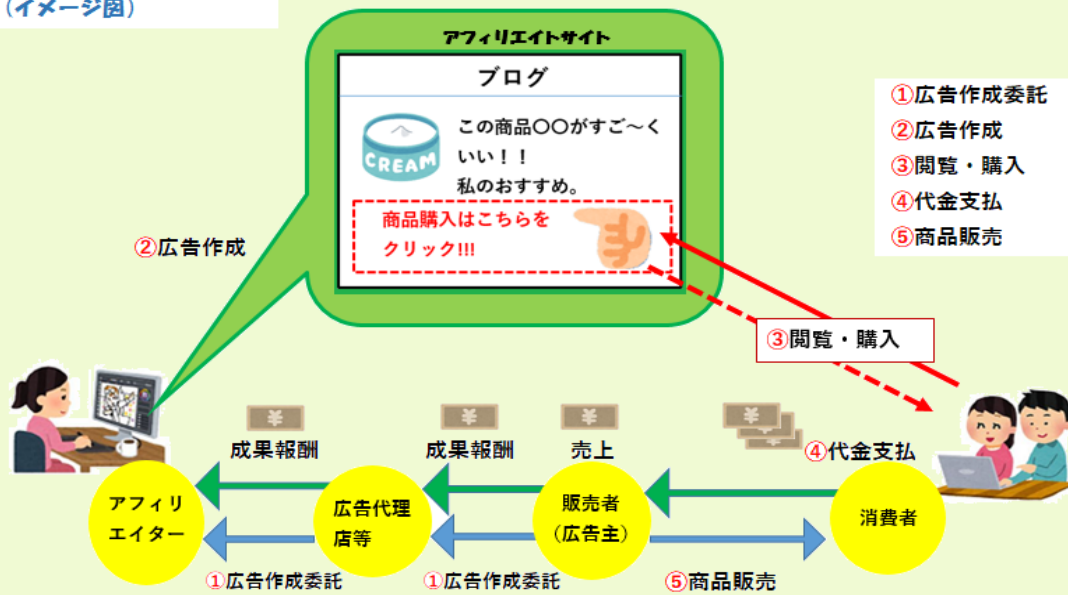 (イメージ図)
アフィリエイトサイト
ブログ
CREAM
この商品〇〇がすご～く
いい！！
私のおすすめ。
商品購入はこちらを
クリック!!!
①広告作成委託
②広告作成
③閲覧・購入
④代金支払
⑤商品販売
②広告作成
③閲覧・購入
¥
¥
¥
¥
成果報酬
成果報酬
売上
④代金支払
アフィリ
エイター
広告代理
店等
販売者
(広告主)
消費者
①広告作成委託
①広告作成委託
⑤商品販売